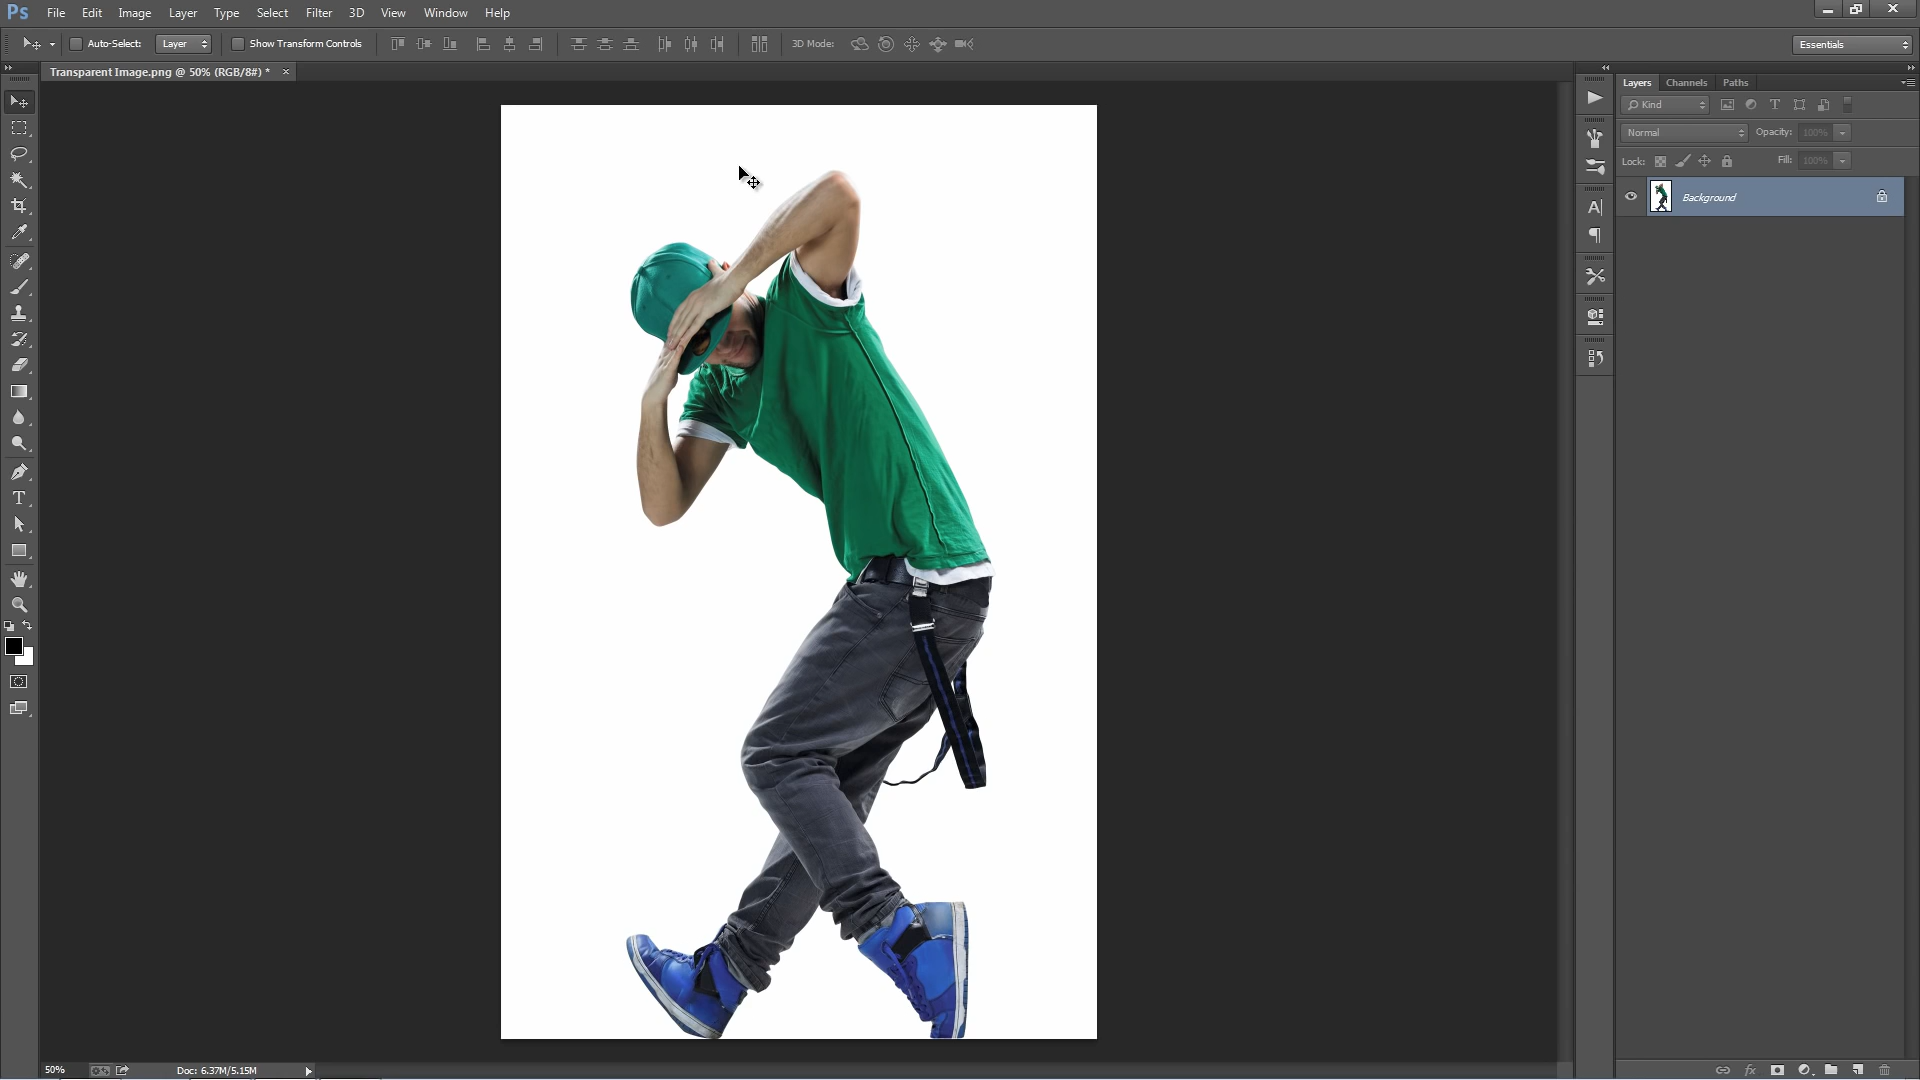 Ps File Edit Image Layer Type Select Filter 3D View Window Help
Auto-Select: Layer Show Transform Controls 3D Mode: Essentials
Transparent Image.png @ 50% (RGB/8#) * ×
Layers Channels Paths
Kind
Normal Opacity: 100%
Lock: Fill: 100%
Background
50% Doc: 6.37M/5.15M